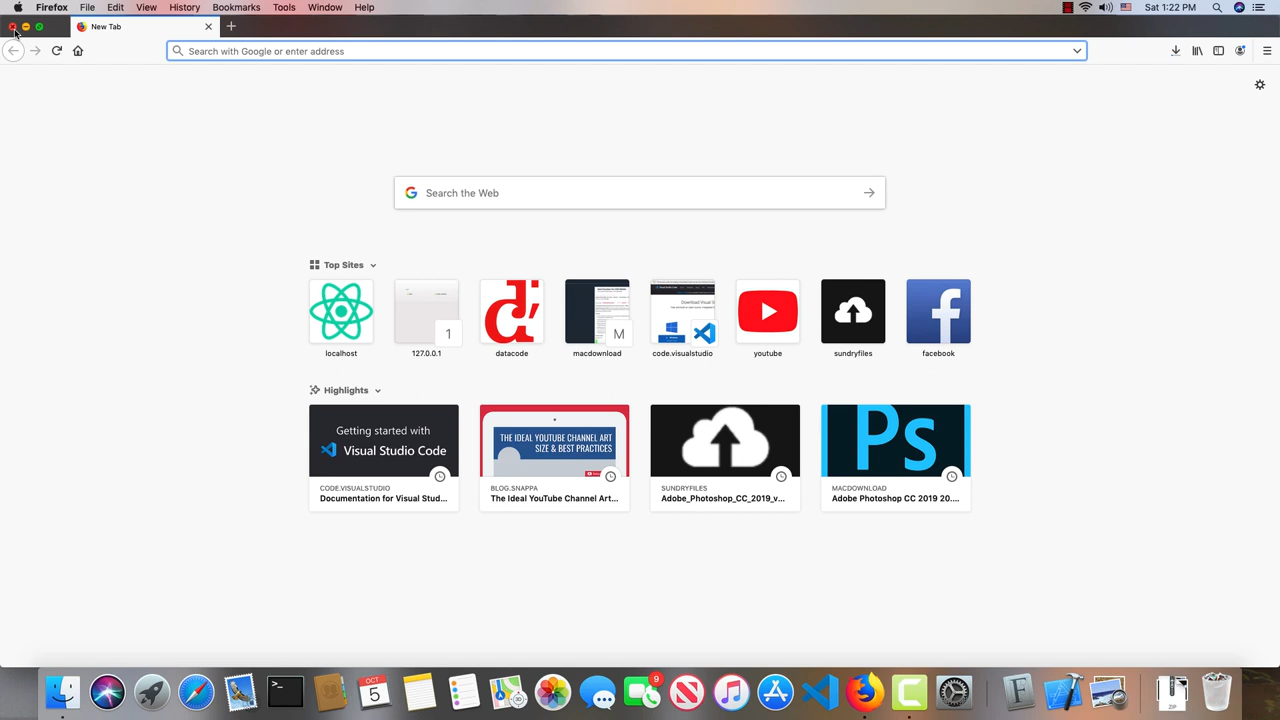 Firefox File Edit View History Bookmarks Tools Window Help Sat 1:22 PM
New Tab
Search with Google or enter address
Search the Web
Top Sites
1 M
localhost 127.0.0.1 datacode macdownload code.visualstudio youtube sundryfiles facebook
Highlights
Getting started with
Visual Studio Code
THE IDEAL YOUTUBE CHANNEL ART
SIZE & BEST PRACTICES
Ps
CODE.VISUALSTUDIO BLOG.SNAPPA SUNDRYFILES MACDOWNLOAD
Documentation for Visual Stud... The Ideal YouTube Channel Art... Adobe_Photoshop_CC_2019_v... Adobe Photoshop CC 2019 20....
OCT
5
9
ZIP